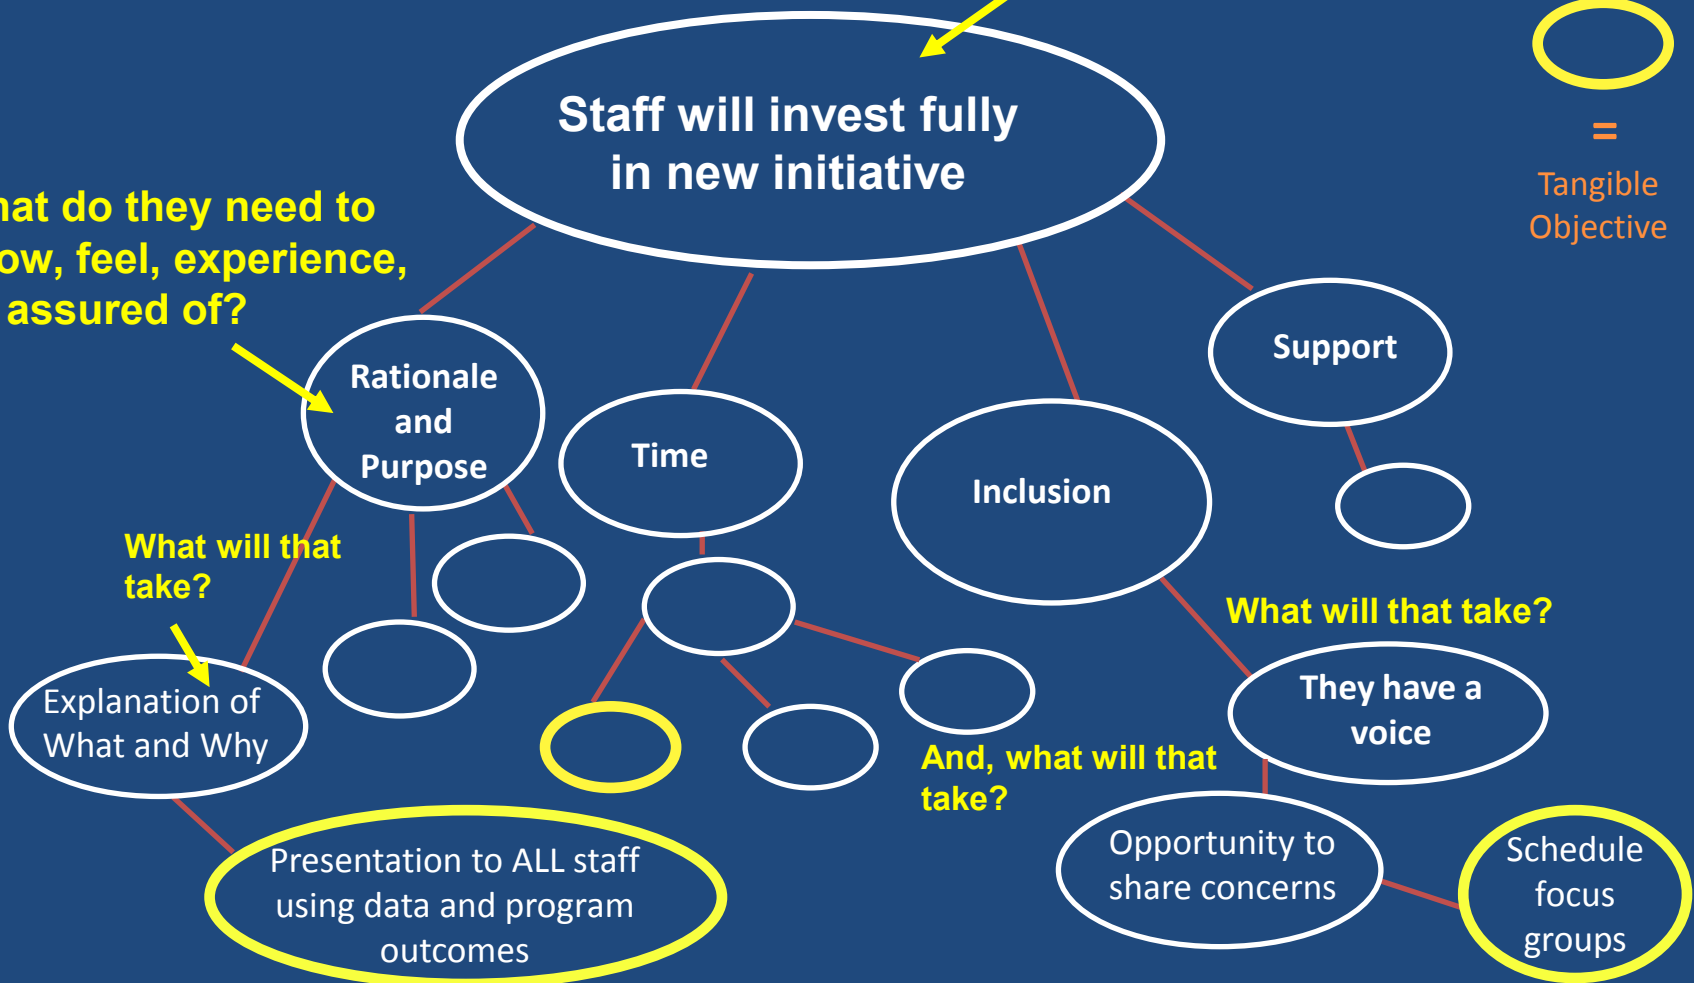 Staff will invest fully
in new initiative
=
Tangible
Objective
hat do they need to
ow, feel, experience,
assured of?
Rationale
and
Purpose
Time
Inclusion
Support
What will that
take?
Explanation of
What and Why
Presentation to ALL staff
using data and program
outcomes
What will that take?
They have a
voice
And, what will that
take?
Opportunity to
share concerns
Schedule
focus
groups